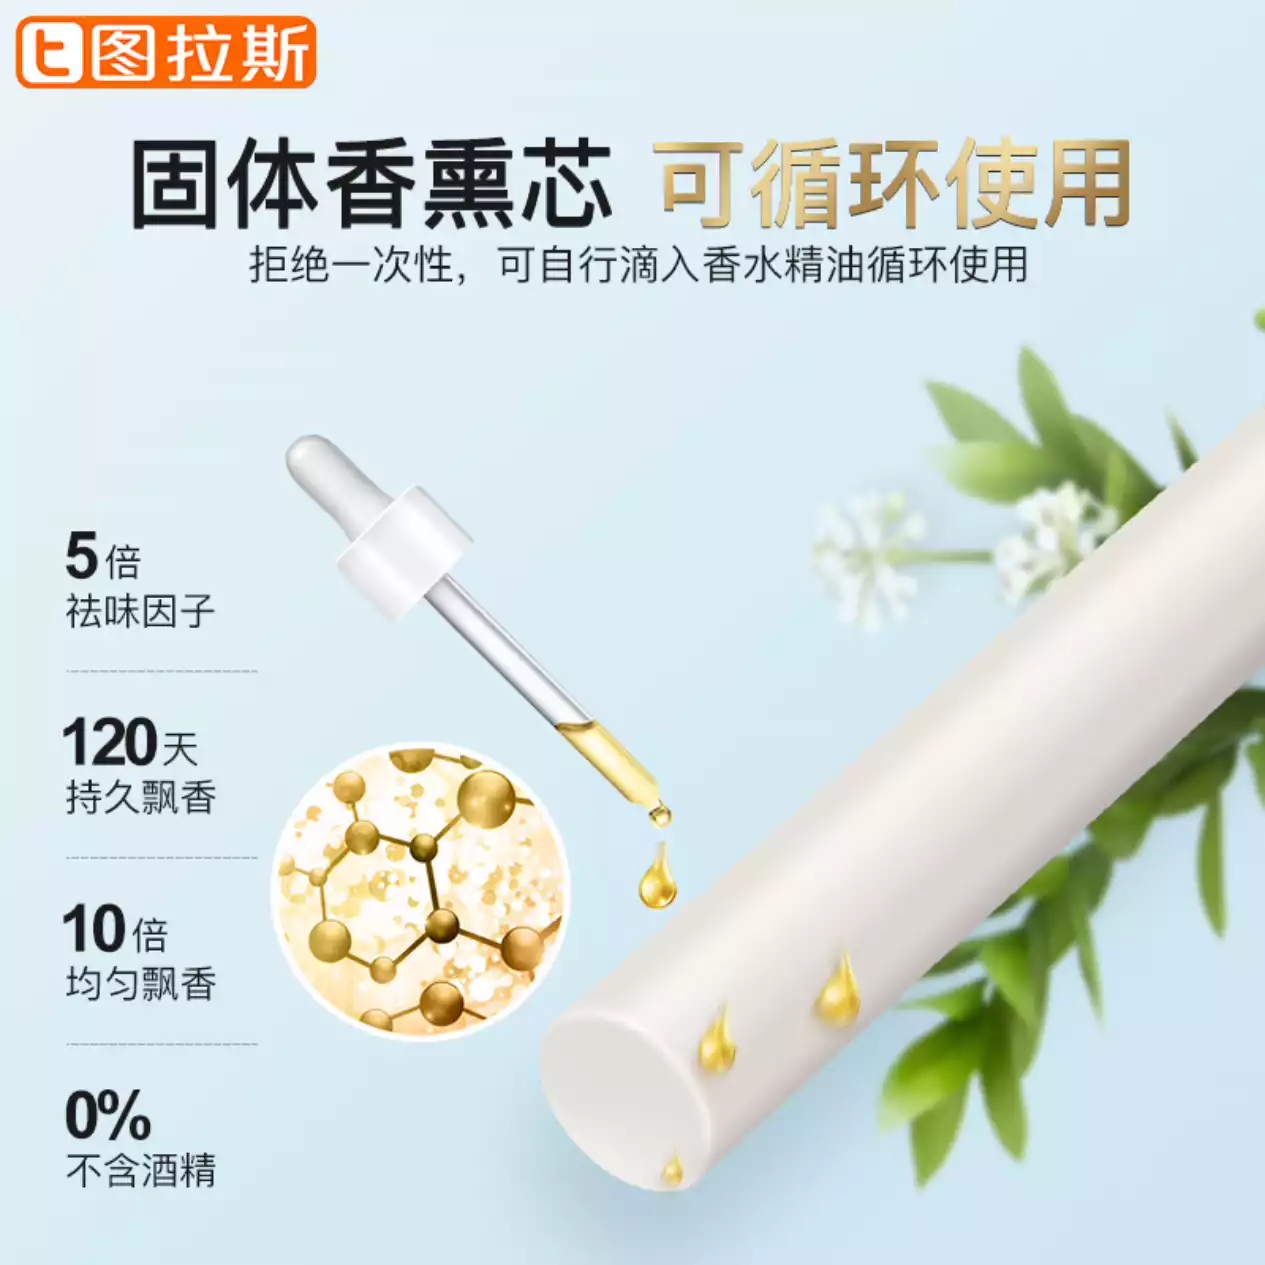 图拉斯
固体香熏芯 可循环使用
拒绝一次性，可自行滴入香水精油循环使用
5倍
祛味因子
120天
持久飘香
10倍
均匀飘香
0%
不含酒精